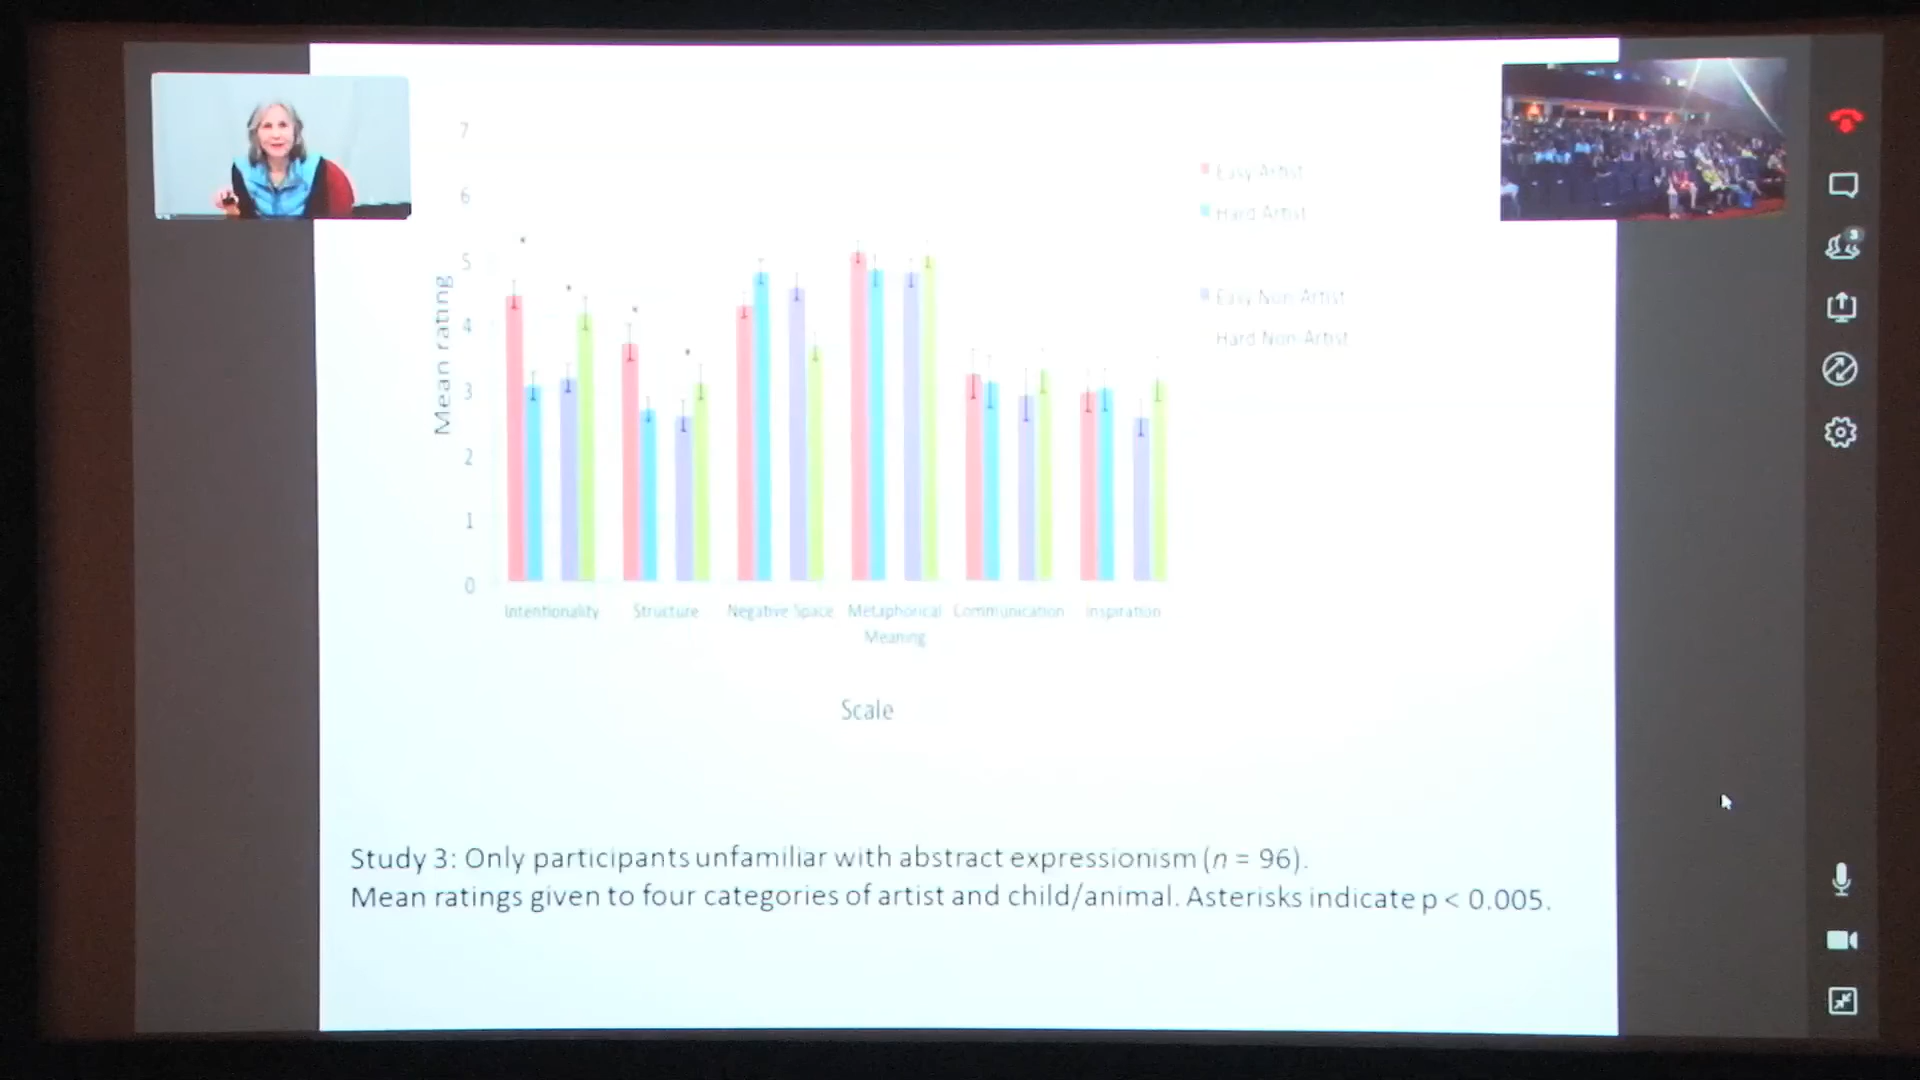 7
6
5
4
3
2
1
0
Mean rating
Easy Artist
Hard Artist
Easy Non-Artist
Hard Non-Artist
Intentionality
Structure
Negative Space
Metaphorical
Meaning
Communication
Inspiration
Scale
Study 3: Only participants unfamiliar with abstract expressionism (n = 96).
Mean ratings given to four categories of artist and child/animal. Asterisks indicate p < 0.005.
3